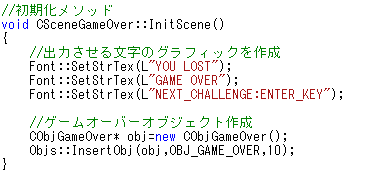 //初期化メソッド
void CSceneGameOver::InitScene()
{
//出力させる文字のグラフィックを作成
Font::SetStrTex(L"YOU LOST");
Font::SetStrTex(L"GAME OVER");
Font::SetStrTex(L"NEXT_CHALLENGE:ENTER_KEY");
//ゲームオーバーオブジェクト作成
CObjGameOver* obj=new CObjGameOver();
Objs::InsertObj(obj,OBJ_GAME_OVER,10);
}